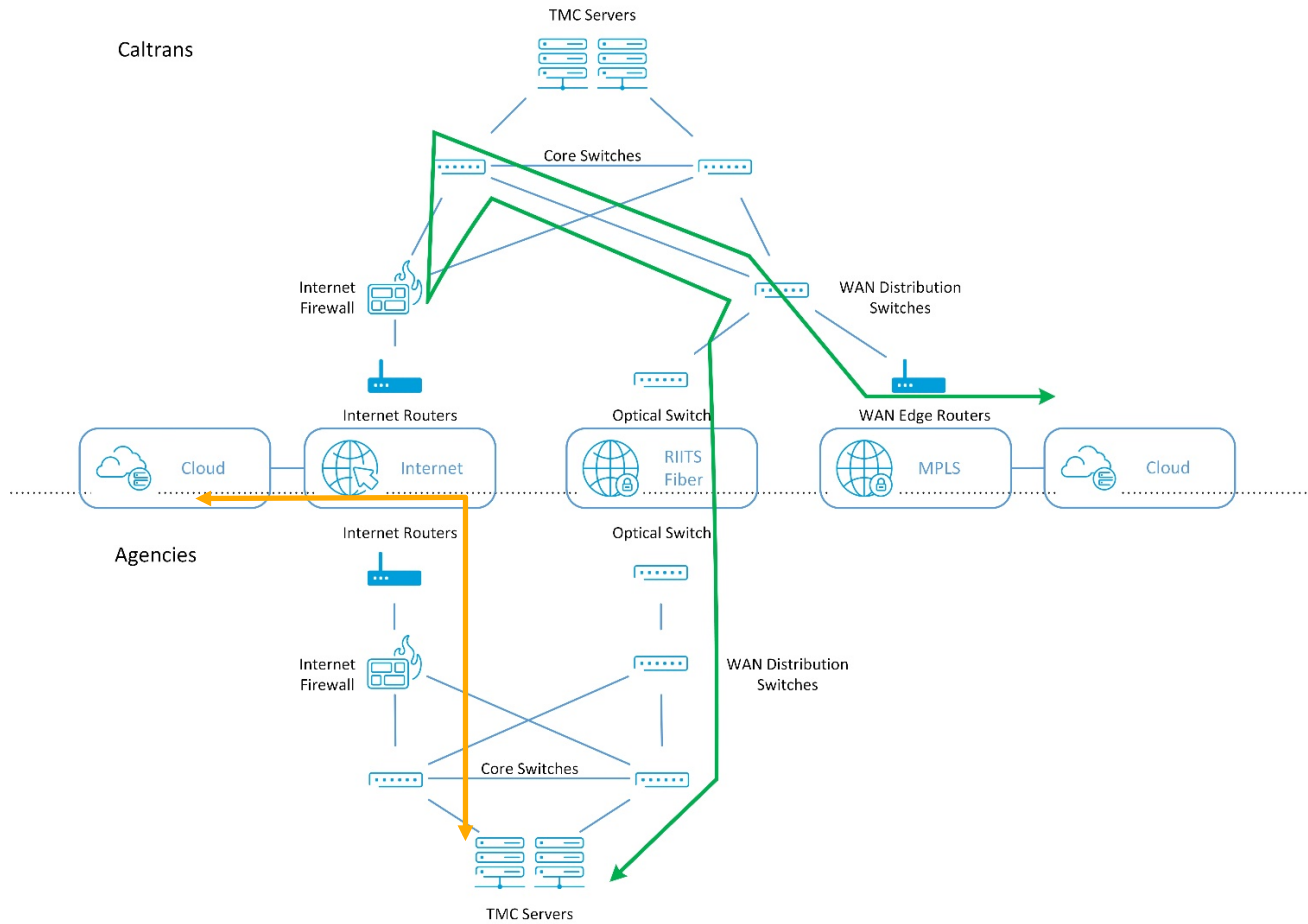 TMC Servers
Caltrans
Core Switches
Internet
Firewall
WAN Distribution
Switches
Internet Routers
Optical Switch
WAN Edge Routers
Cloud
Internet
RIITS
Fiber
MPLS
Cloud
Internet Routers
Optical Switch
Agencies
Internet
Firewall
WAN Distribution
Switches
Core Switches
TMC Servers